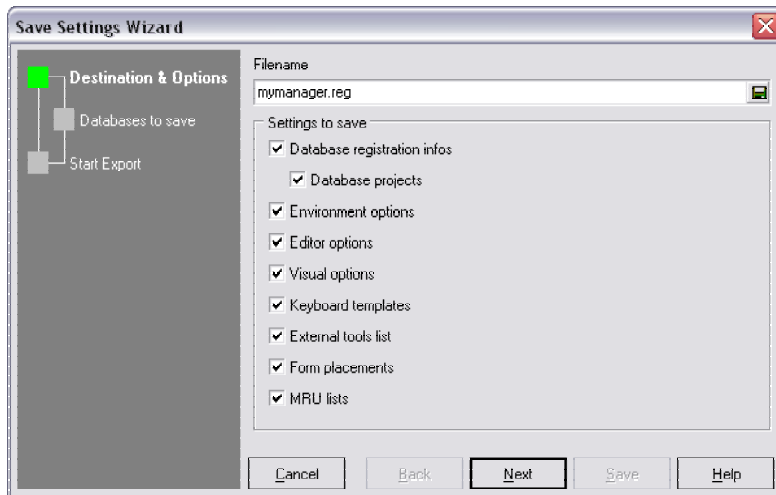 Save Settings Wizard
Destination & Options
Databases to save
Start Export
Filename
mymanager.reg
Settings to save
Database registration infos
Database projects
Environment options
Editor options
Visual options
Keyboard templates
External tools list
Form placements
MRU lists
Cancel
Back
Next
Save
Help